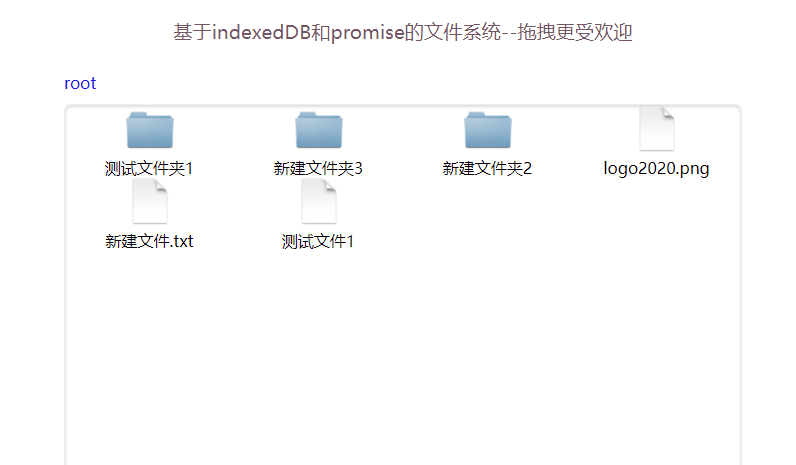 基于indexedDB和promise的文件系统--拖拽更受欢迎
root
测试文件夹1 新建文件夹3 新建文件夹2 logo2020.png
新建文件.txt 测试文件1